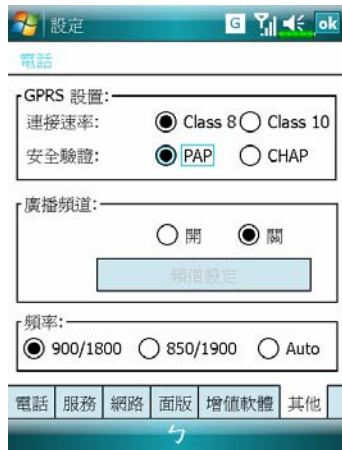 設定 G ok
電話
GPRS 設置:
連接速率: Class 8 Class 10
安全驗證: PAP CHAP
廣播頻道:
開 關
頻道設定
頻率:
900/1800 850/1900 Auto
電話 服務 網路 面版 增值軟體 其他
ㄣ